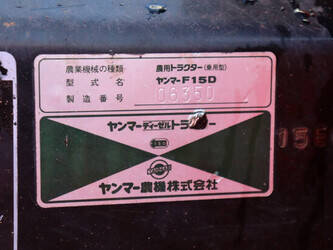 農業機械の種類 農用トラクター(乗用型)
型式名 ヤンマーF15D
製造番号 06350
ヤンマーディーゼルトラクター
ヤンマー農機株式会社